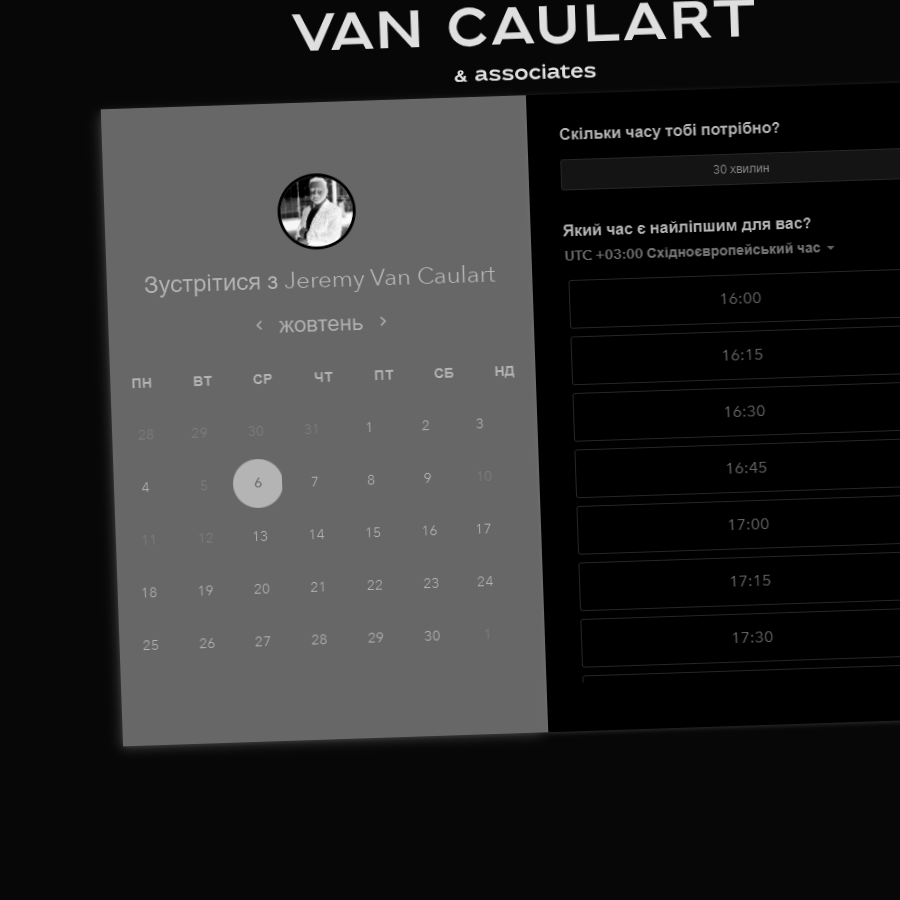 VAN CAULART
& associates
Зустрітися з Jeremy Van Caulart
жовтень
ПН ВТ СР ЧТ ПТ СБ НД
28 29 30 31 1 2 3
4 5 6 7 8 9 10
11 12 13 14 15 16 17
18 19 20 21 22 23 24
25 26 27 28 29 30 1
Скільки часу тобі потрібно?
30 хвилин
Який час є найліпшим для вас?
UTC +03:00 Східноєвропейський час
16:00
16:15
16:30
16:45
17:00
17:15
17:30